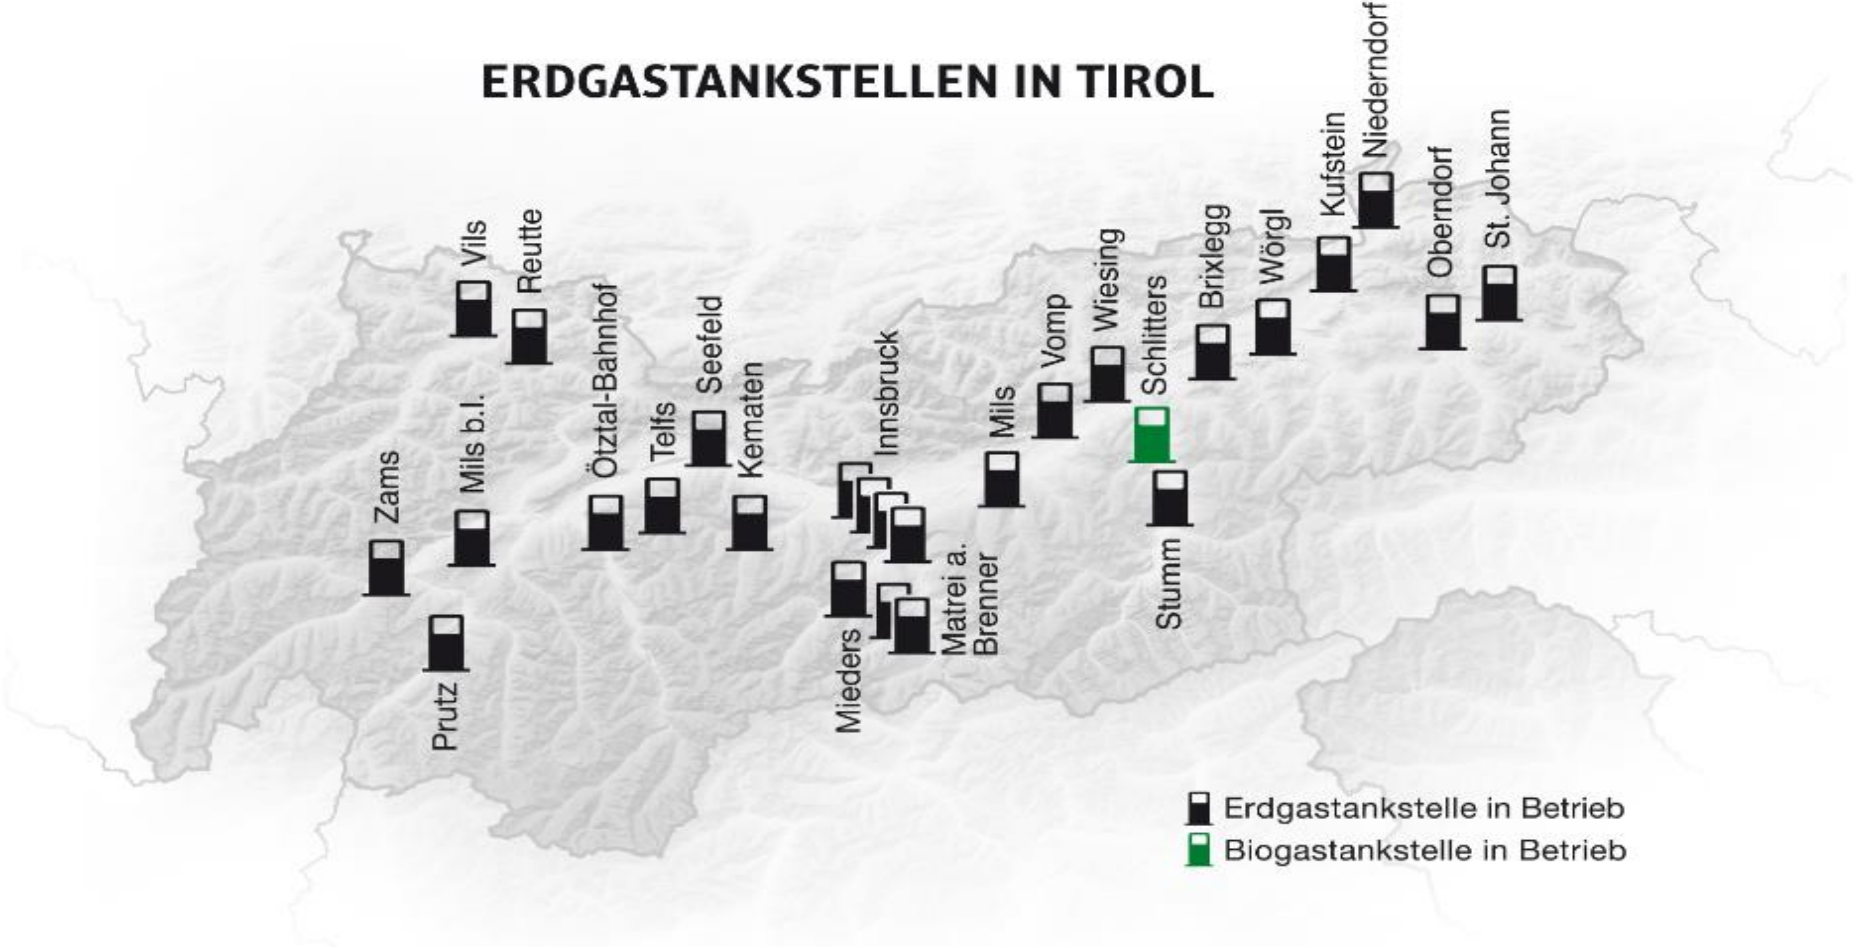 ERDGASTANKSTELLEN IN TIROL
Vils
Reutte
Zams
Mils b.I.
Prutz
Ötztal-Bahnhof
Telfs
Seefeld
Kematen
Innsbruck
Mieders
Matrei a.
Brenner
Mils
Vomp
Wiesing
Schlitters
Stumm
Brixlegg
Wörgl
Kufstein
Niederndorf
Oberndorf
St. Johann
Erdgastankstelle in Betrieb
Biogastankstelle in Betrieb